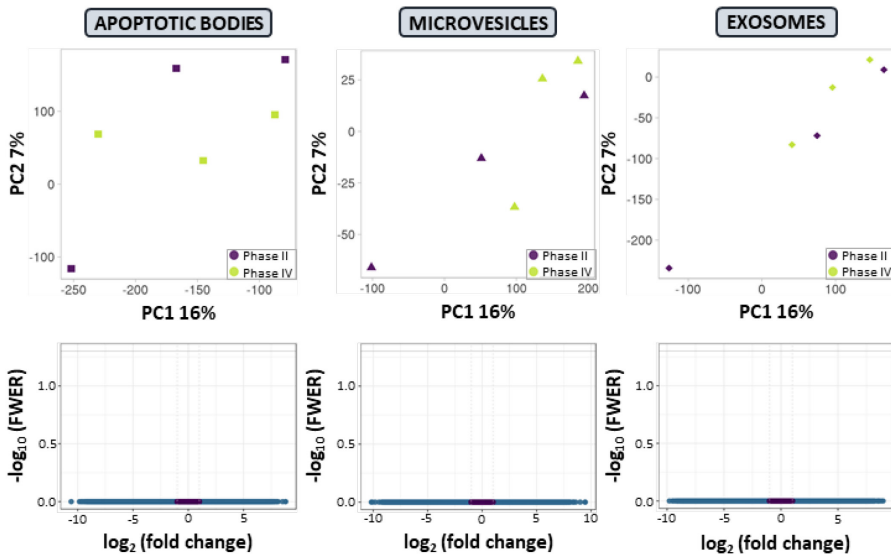 APOPTOTIC BODIES
MICROVESICLES
EXOSOMES
PC2 7%
100
0
-100
-250
-200
-150
-100
PC1 16%
Phase II
Phase IV
PC2 7%
25
0
-25
-50
-100
0
100
200
PC1 16%
Phase II
Phase IV
PC2 7%
0
-50
-100
-150
-200
-100
0
100
PC1 16%
Phase II
Phase IV
-log₁₀ (FWER)
1.0
0.5
0.0
-10
-5
0
5
log₂ (fold change)
-log₁₀ (FWER)
1.0
0.5
0.0
-10
-5
0
5
10
log₂ (fold change)
-log₁₀ (FWER)
1.0
0.5
0.0
-10
-5
0
5
log₂ (fold change)